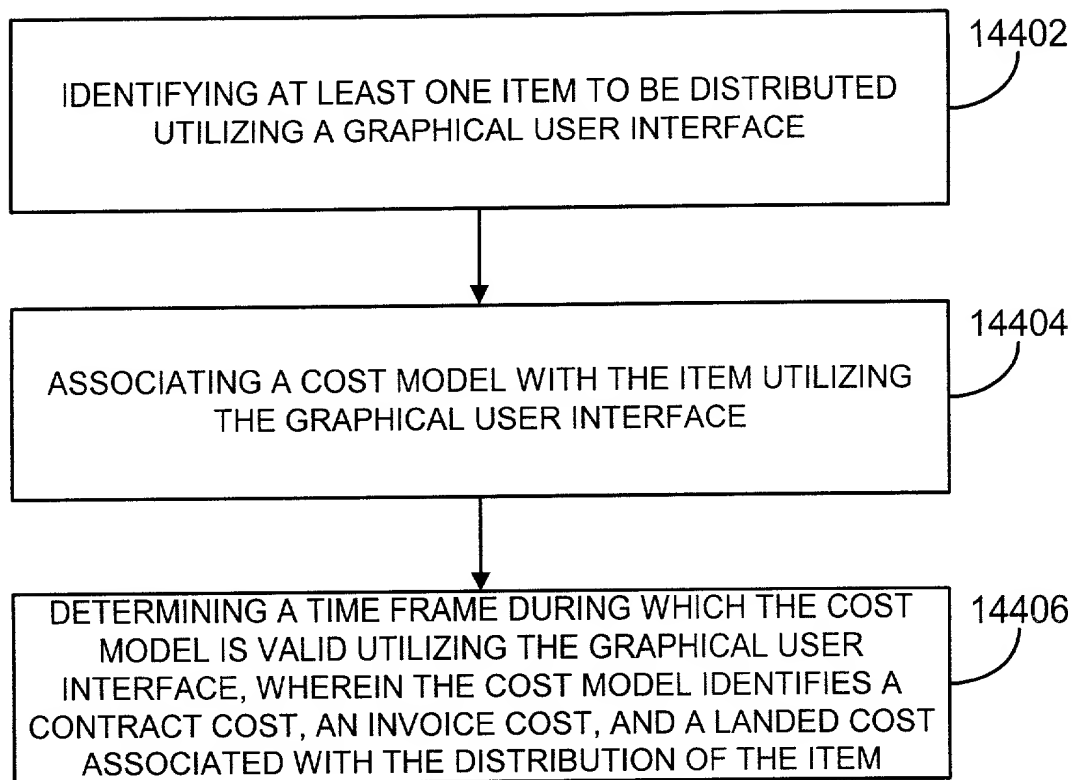 14402
IDENTIFYING AT LEAST ONE ITEM TO BE DISTRIBUTED
UTILIZING A GRAPHICAL USER INTERFACE
14404
ASSOCIATING A COST MODEL WITH THE ITEM UTILIZING
THE GRAPHICAL USER INTERFACE
14406
DETERMINING A TIME FRAME DURING WHICH THE COST
MODEL IS VALID UTILIZING THE GRAPHICAL USER
INTERFACE, WHEREIN THE COST MODEL IDENTIFIES A
CONTRACT COST, AN INVOICE COST, AND A LANDED COST
ASSOCIATED WITH THE DISTRIBUTION OF THE ITEM